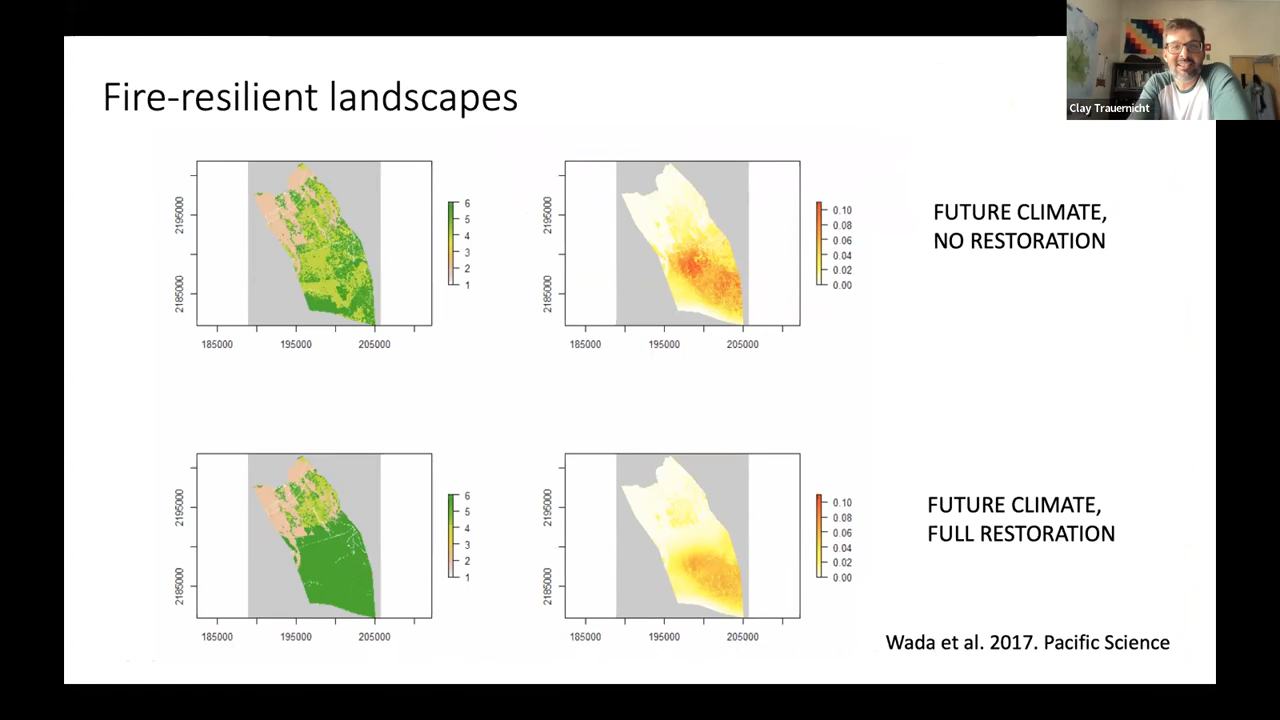 Clay Trauernicht
Fire-resilient landscapes
2195000
2185000
185000 195000 205000
6
5
4
3
2
1
2195000
2185000
185000 195000 205000
0.10
0.08
0.06
0.04
0.02
0.00
FUTURE CLIMATE,
NO RESTORATION
2195000
2185000
185000 195000 205000
6
5
4
3
2
1
2195000
2185000
185000 195000 205000
0.10
0.08
0.06
0.04
0.02
0.00
FUTURE CLIMATE,
FULL RESTORATION
Wada et al. 2017. Pacific Science